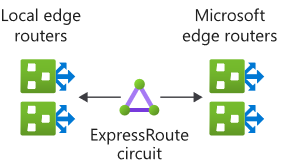 Local edge
routers
Microsoft
edge routers
ExpressRoute
circuit